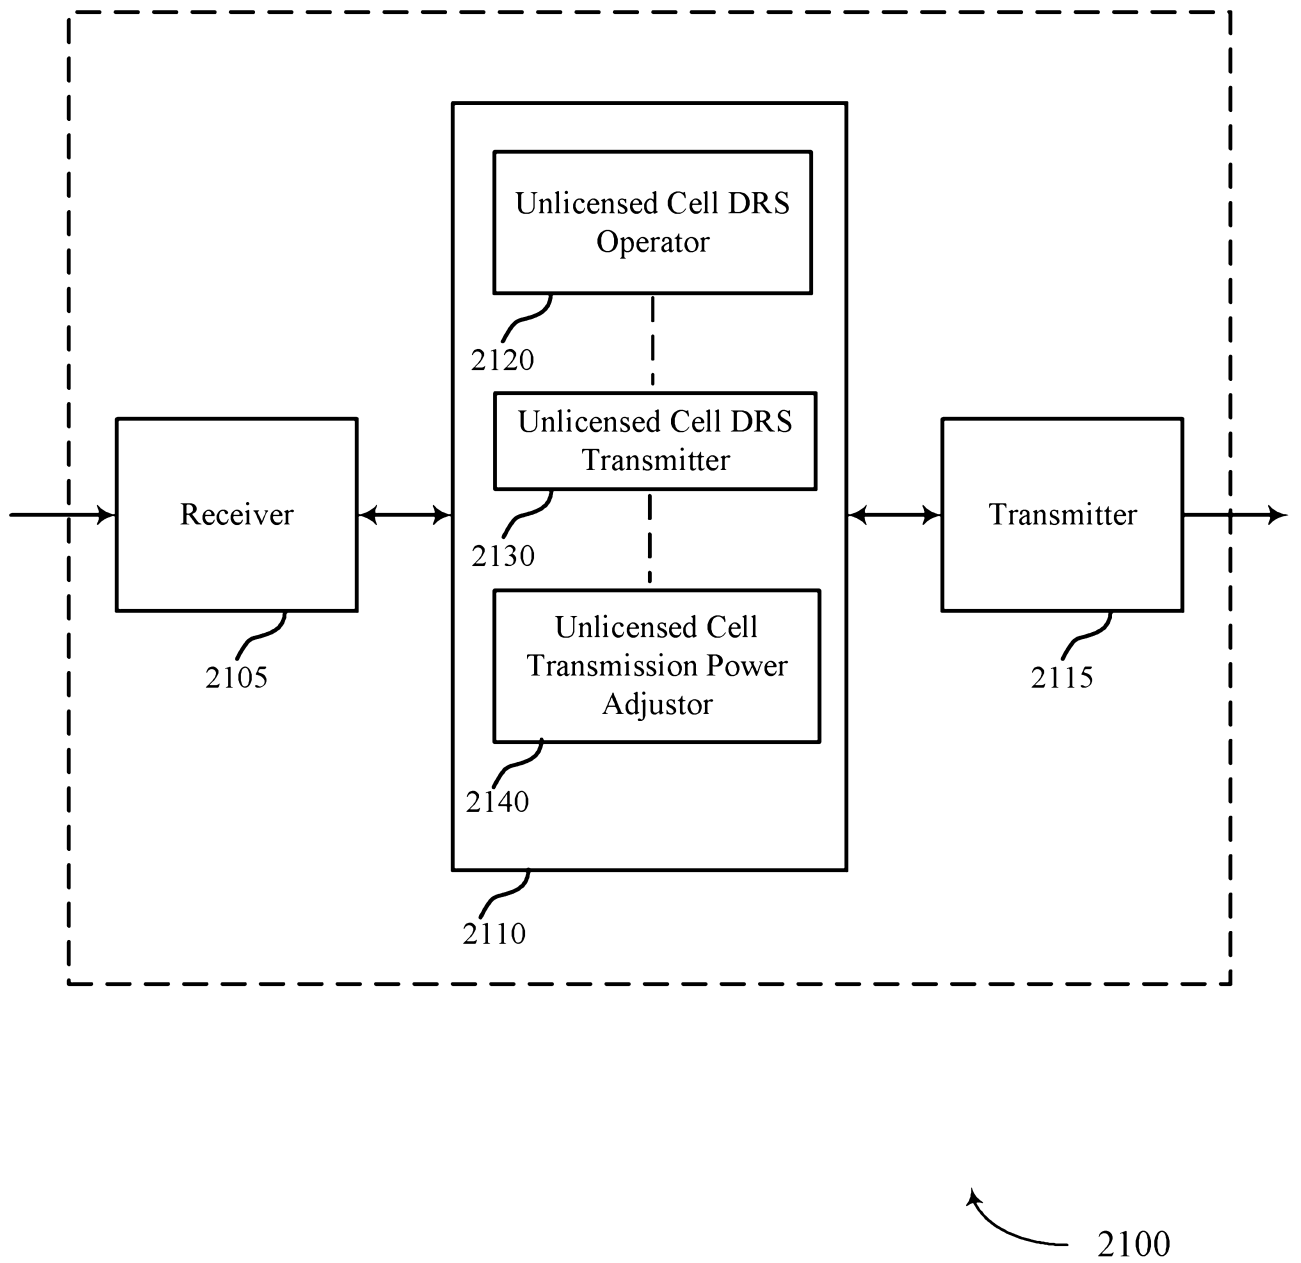 Unlicensed Cell DRS
Operator
2120
Unlicensed Cell DRS
Transmitter
2130
Receiver
2105
Transmitter
2115
Unlicensed Cell
Transmission Power
Adjustor
2140
2110
2100